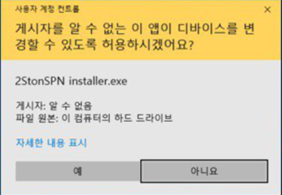 사용자 계정 컨트롤
게시자를 알 수 없는 이 앱이 디바이스를 변
경할 수 있도록 허용하시겠어요?
2StonSPN installer.exe
게시자: 알 수 없음
파일 원본: 이 컴퓨터의 하드 드라이브
자세한 내용 표시
예
아니요